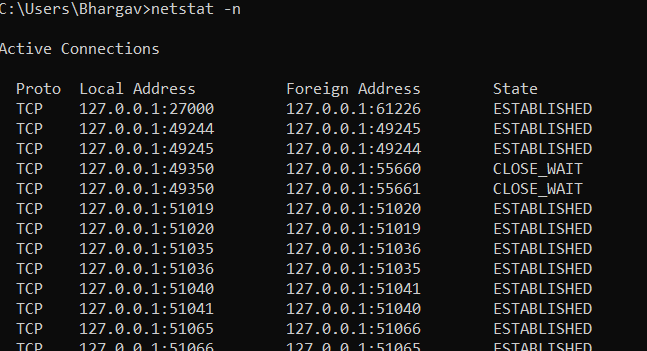 C:\Users\Bhargav>netstat -n
Active Connections
Proto  Local Address          Foreign Address        State
TCP    127.0.0.1:27000        127.0.0.1:61226        ESTABLISHED
TCP    127.0.0.1:49244        127.0.0.1:49245        ESTABLISHED
TCP    127.0.0.1:49245        127.0.0.1:49244        ESTABLISHED
TCP    127.0.0.1:49350        127.0.0.1:55660        CLOSE_WAIT
TCP    127.0.0.1:49350        127.0.0.1:55661        CLOSE_WAIT
TCP    127.0.0.1:51019        127.0.0.1:51020        ESTABLISHED
TCP    127.0.0.1:51020        127.0.0.1:51019        ESTABLISHED
TCP    127.0.0.1:51035        127.0.0.1:51036        ESTABLISHED
TCP    127.0.0.1:51036        127.0.0.1:51035        ESTABLISHED
TCP    127.0.0.1:51040        127.0.0.1:51041        ESTABLISHED
TCP    127.0.0.1:51041        127.0.0.1:51040        ESTABLISHED
TCP    127.0.0.1:51065        127.0.0.1:51066        ESTABLISHED
TCP    127.0.0.1:51066        127.0.0.1:51065        ESTABLISHED